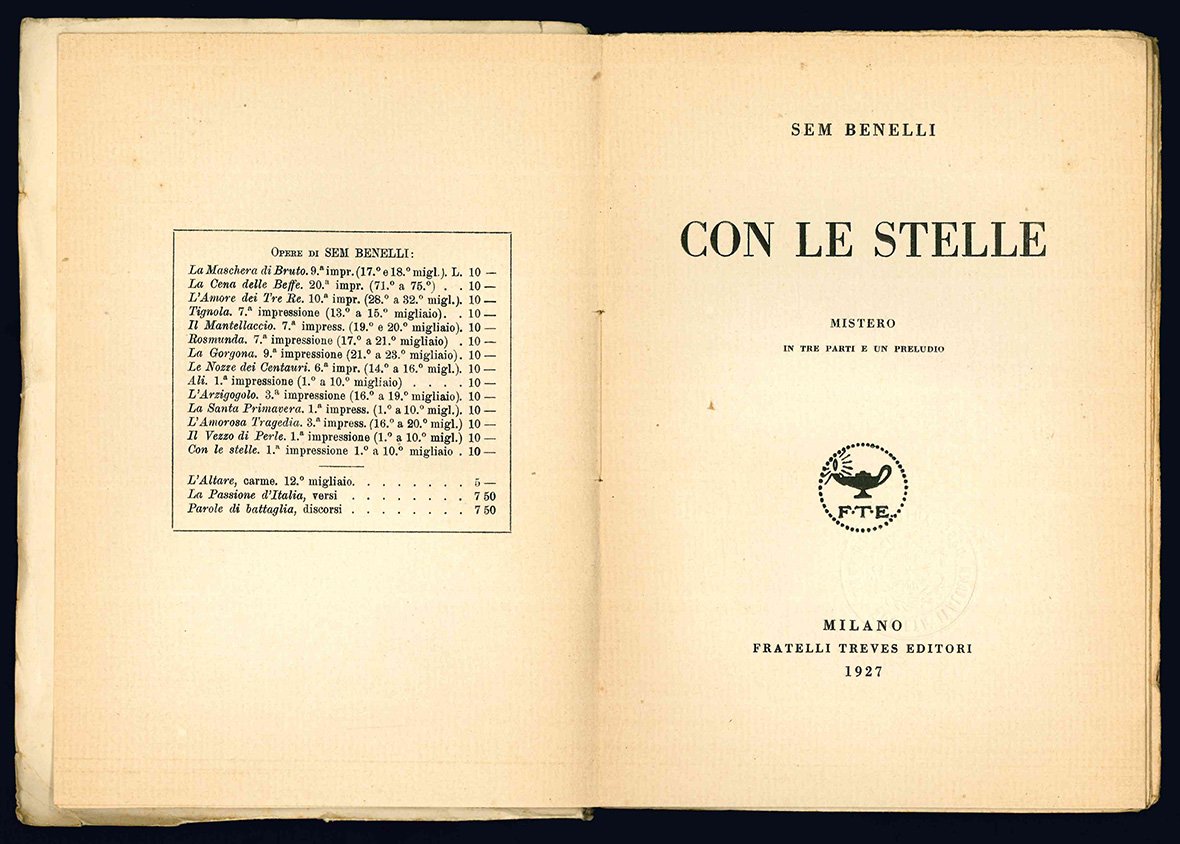 Opere di SEM BENELLI:
La Maschera di Bruto. 9.ª impr. (17.º e 18.º migl.). L. 10 —
La Cena delle Beffe. 20.ª impr. (71.º a 75.º) . . 10 —
L'Amore dei Tre Re. 10.ª impr. (28.º a 32.º migl.). 10 —
Tignola. 7.ª impressione (13.º a 15.º migliaio). . 10 —
Il Mantellaccio. 7.ª impress. (19.º e 20.º migliaio). 10 —
Rosmunda. 7.ª impressione (17.º a 21.º migliaio) . 10 —
La Gorgona. 9.ª impressione (21.º a 23.º migliaio). 10 —
Le Nozze dei Centauri. 6.ª impr. (14.º a 16.º migl.). 10 —
Ali. 1.ª impressione (1.º a 10.º migliaio) . . . . 10 —
L'Arzigogolo. 3.ª impressione (16.º a 19.º migliaio). 10 —
La Santa Primavera. 1.ª impress. (1.º a 10.º migl.). 10 —
L'Amorosa Tragedia. 3.ª impress. (16.º a 20.º migl.) 10 —
Il Vezzo di Perle. 1.ª impressione (1.º a 10.º migl.) 10 —
Con le stelle. 1.ª impressione 1.º a 10.º migliaio . 10 —
L'Altare, carme. 12.º migliaio. . . . . . . . . 5 —
La Passione d'Italia, versi . . . . . . . . . 7 50
Parole di battaglia, discorsi . . . . . . . . . 7 50
SEM BENELLI
CON LE STELLE
MISTERO
IN TRE PARTI E UN PRELUDIO
F.T.E.
MILANO
FRATELLI TREVES EDITORI
1927